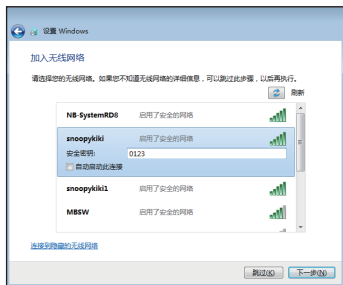 设置 Windows
加入无线网络
请选择您的无线网络。如果您不知道无线网络的详细信息，可以跳过此步骤，以后再执行。
刷新
NB-SystemRD8 启用了安全的网络
snoopykiki 启用了安全的网络
安全密钥: 0123
自动启动此连接
snoopykiki1 启用了安全的网络
MBSW 启用了安全的网络
连接到隐藏的无线网络
跳过(K) 下一步(N)